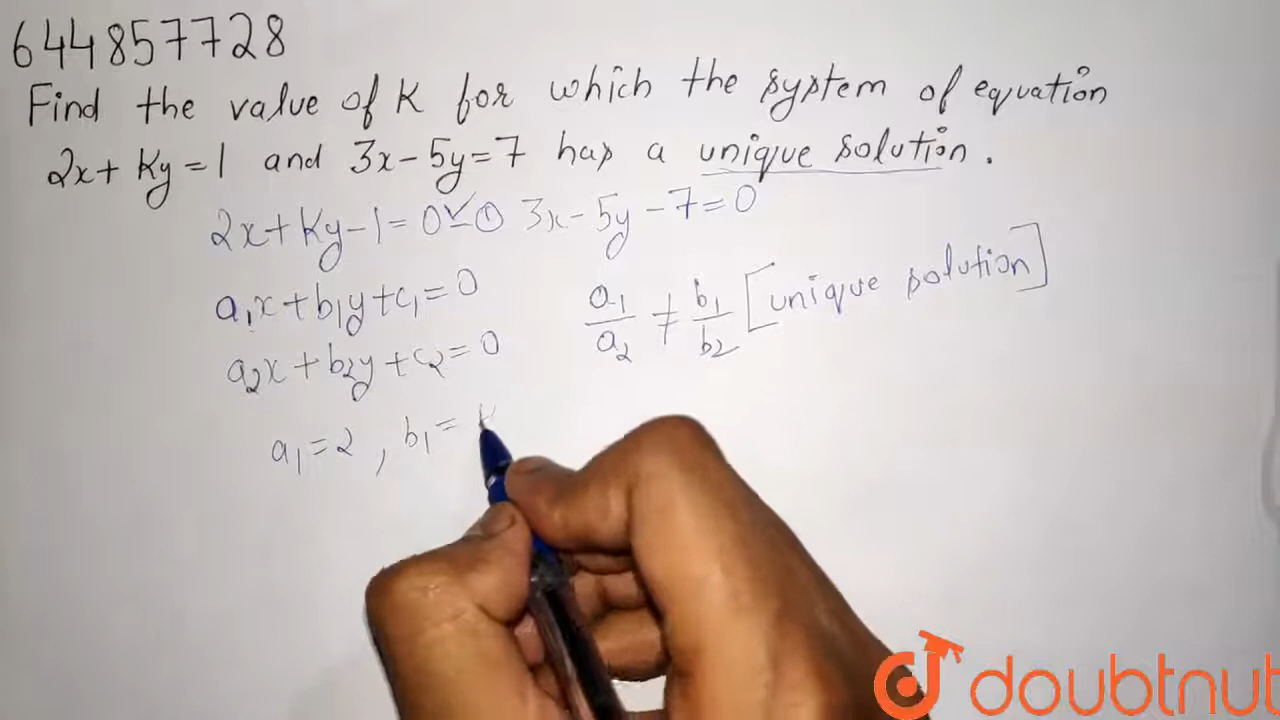 644857728
Find the value of K for which the system of equation
2x + Ky = 1 and 3x - 5y = 7 has a unique solution.
2x + Ky - 1 = 0 ✓ ① 3x - 5y - 7 = 0
a₁x + b₁y + c₁ = 0
a₁/a₂ ≠ b₁/b₂ [unique solution]
a₂x + b₂y + c₂ = 0
a₁ = 2 , b₁ =
doubtnut